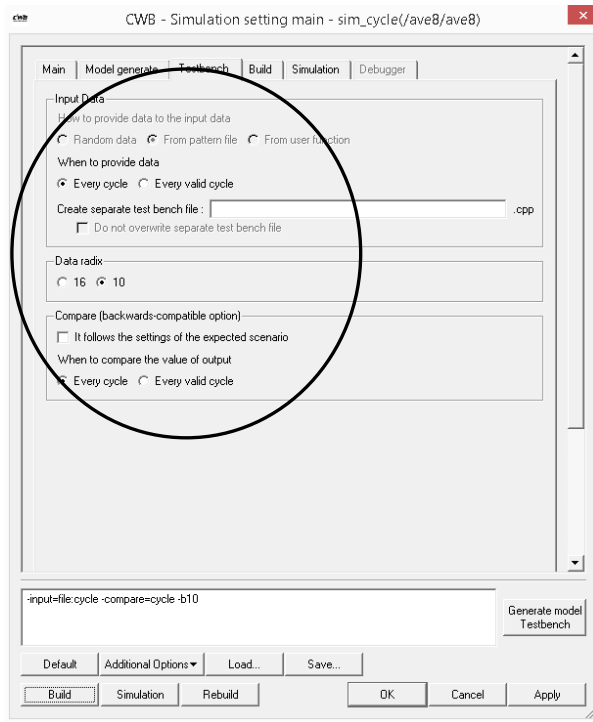 CWB
CWB - Simulation setting main - sim_cycle(/ave8/ave8)
Main Model generate Testbench Build Simulation Debugger
Input Data
How to provide data to the input data
Random data From pattern file From user function
When to provide data
Every cycle Every valid cycle
Create separate test bench file : .cpp
Do not overwrite separate test bench file
Data radix
16 10
Compare (backwards-compatible option)
It follows the settings of the expected scenario
When to compare the value of output
Every cycle Every valid cycle
-input=file:cycle -compare=cycle -b10
Generate model
Testbench
Default Additional Options Load... Save...
Build Simulation Rebuild OK Cancel Apply